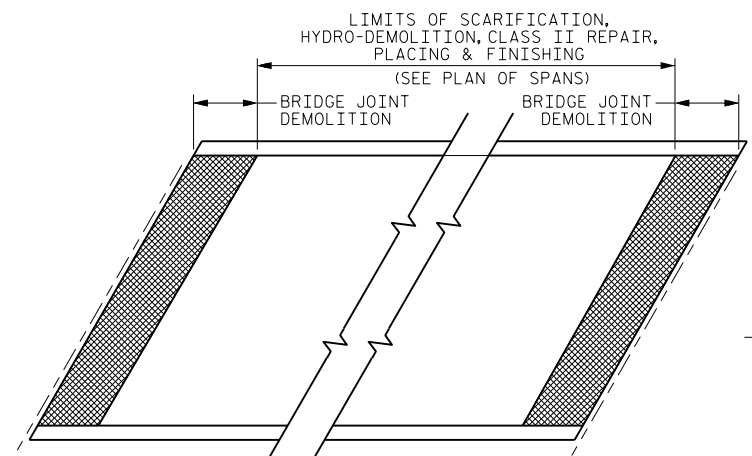 LIMITS OF SCARIFICATION,
HYDRO-DEMOLITION, CLASS II REPAIR,
PLACING & FINISHING
(SEE PLAN OF SPANS)
BRIDGE JOINT
DEMOLITION
BRIDGE JOINT
DEMOLITION